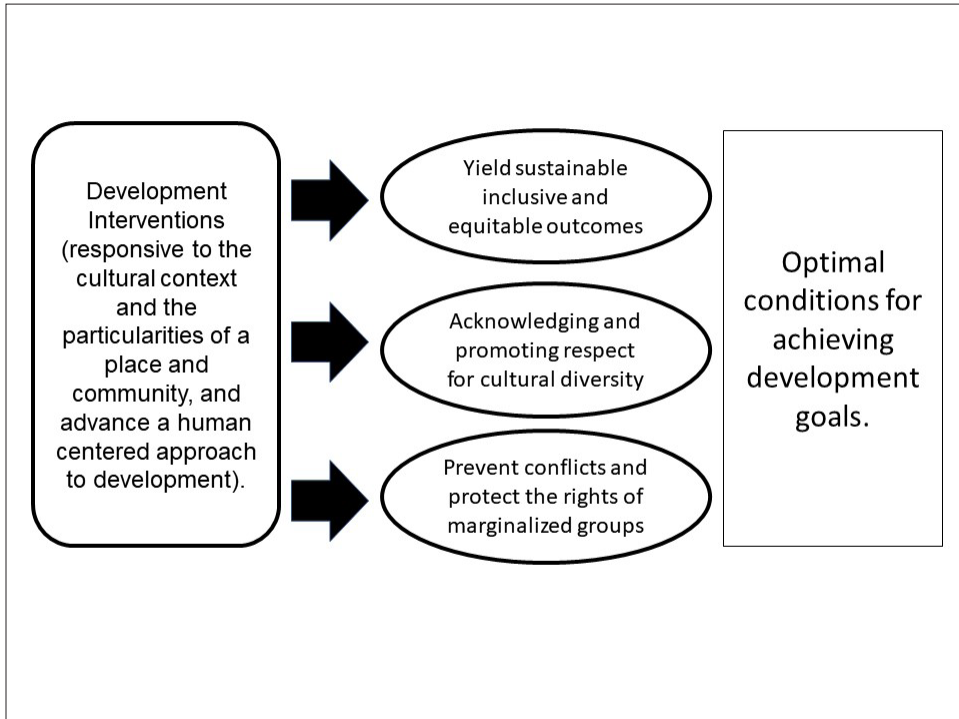 Development
Interventions
(responsive to the
cultural context
and the
particularities of a
place and
community, and
advance a human
centered approach
to development).
Yield sustainable
inclusive and
equitable outcomes
Acknowledging and
promoting respect
for cultural diversity
Prevent conflicts and
protect the rights of
marginalized groups
Optimal
conditions for
achieving
development
goals.